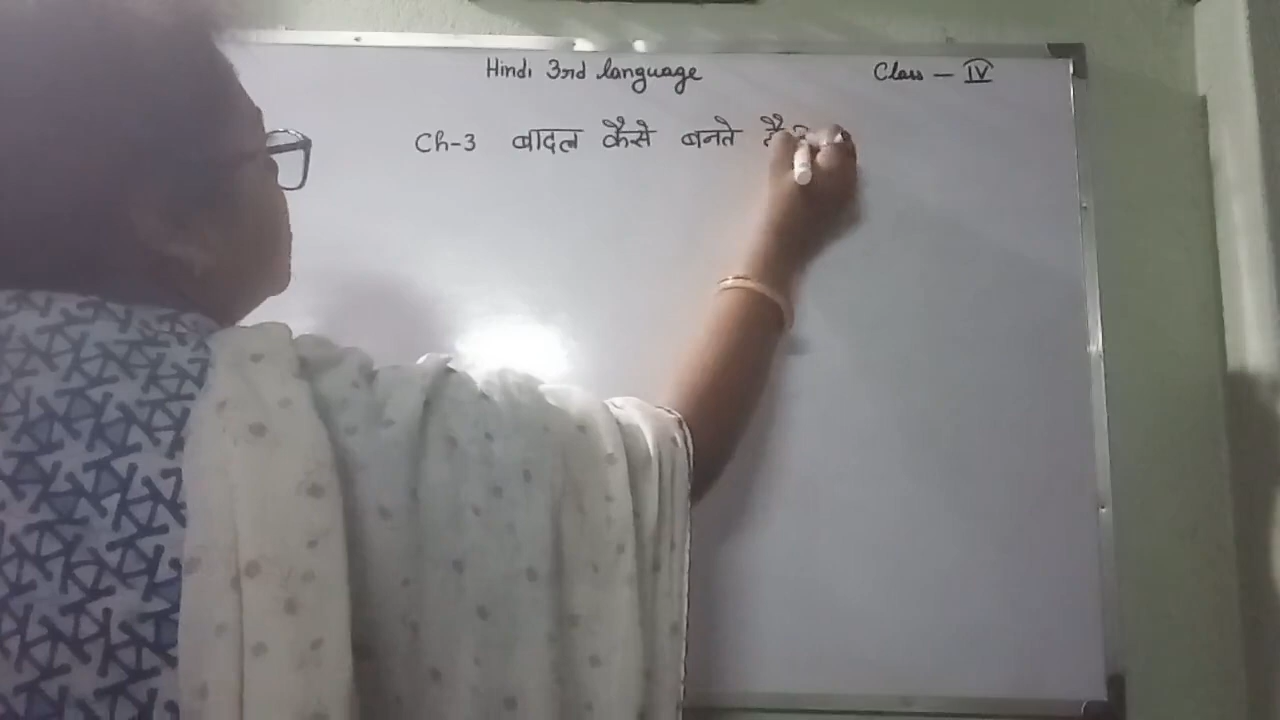 Hindi 3rd language
Class - IV
Ch-3 बादल कैसे बनते हैं?